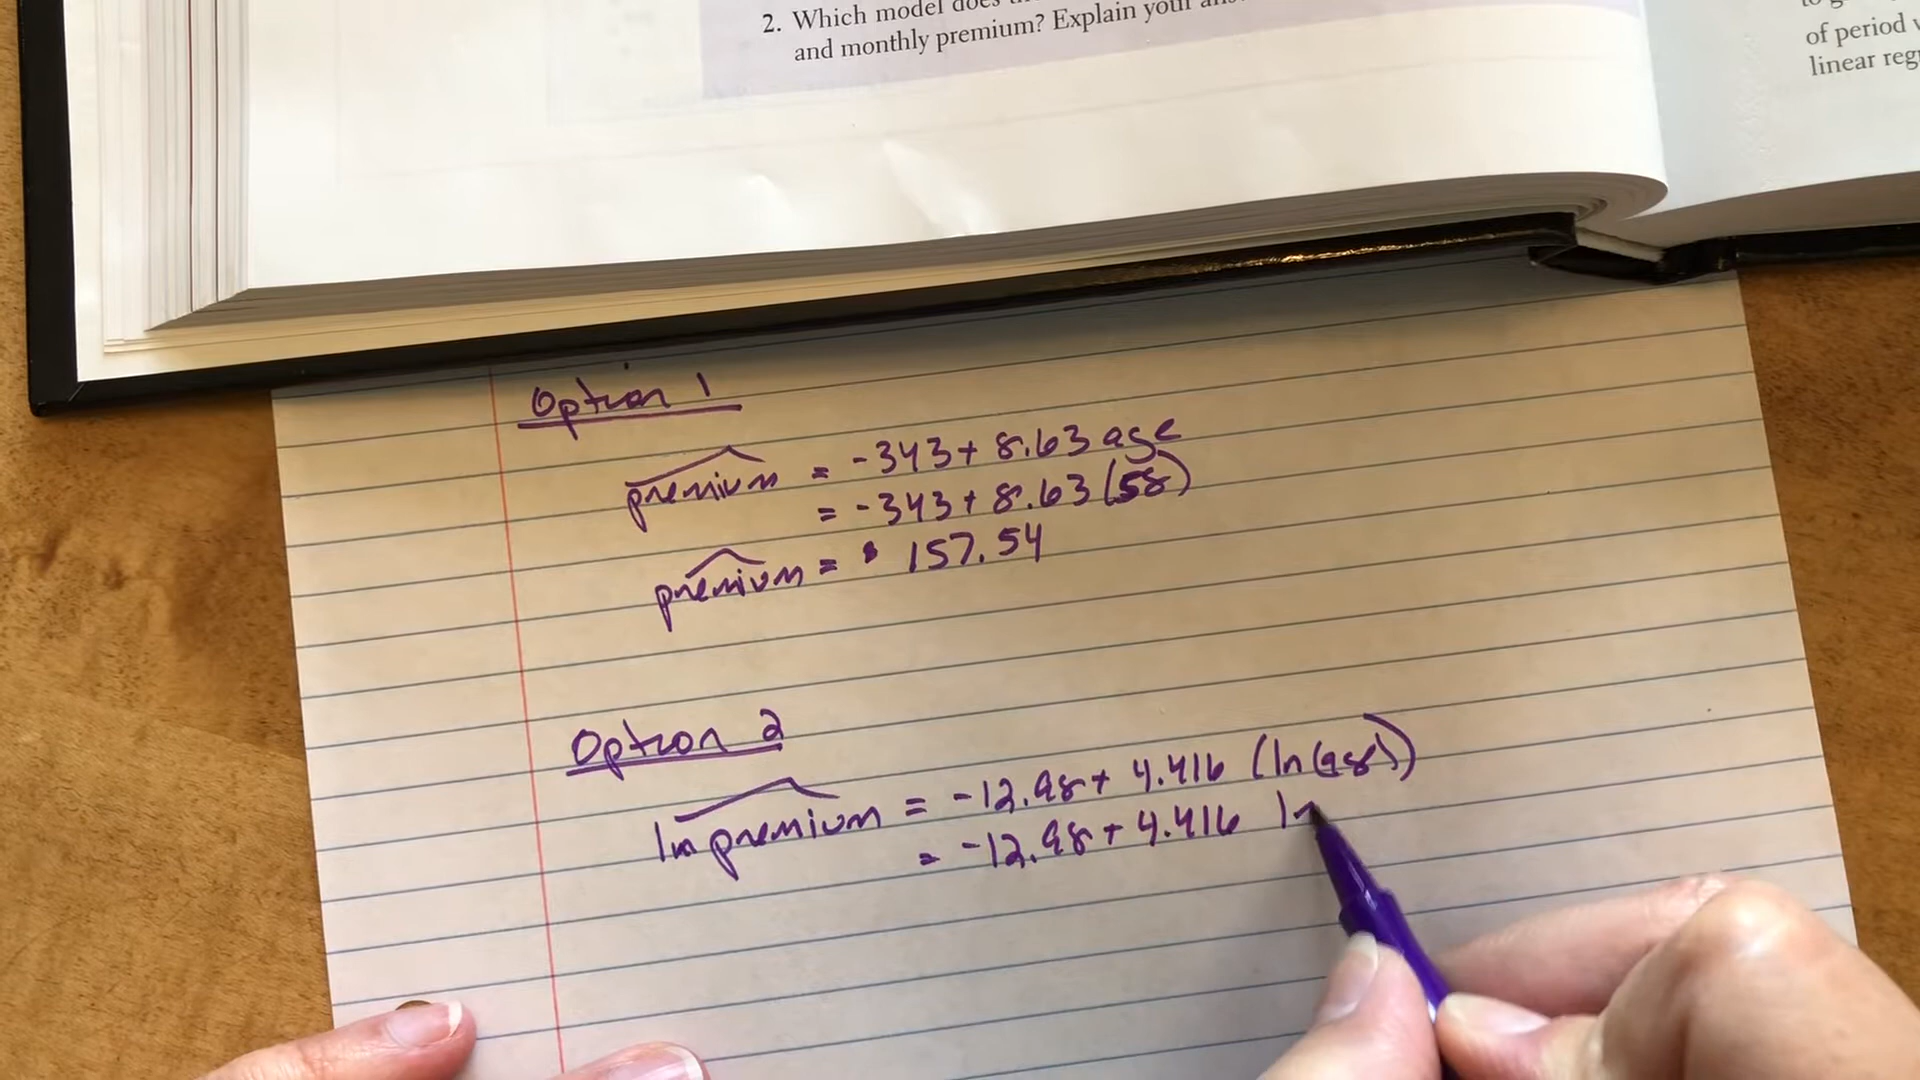 2. Which model does
and monthly premium? Explain your
of period
linear reg
Option 1
premium = -343 + 8.63 age
= -343 + 8.63 (58)
premium = $ 157.54
Option 2
ln premium = -12.98 + 4.416 (ln(age))
= -12.98 + 4.416 ln